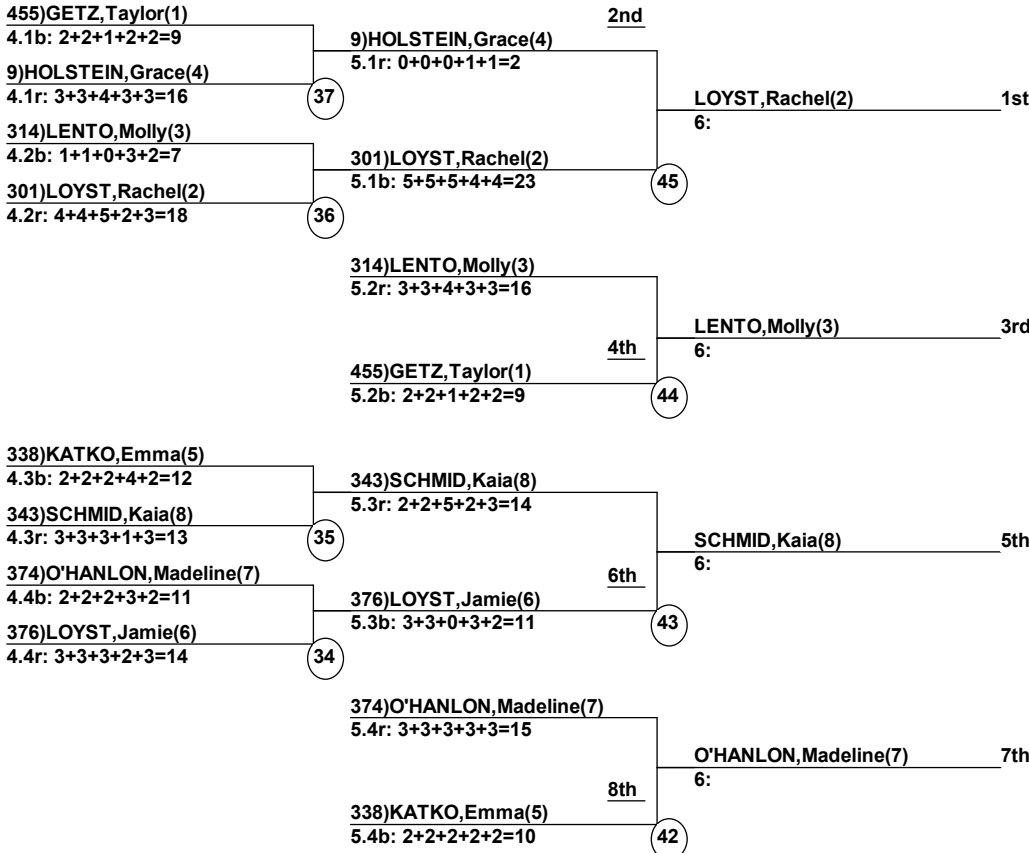 455)GETZ,Taylor(1)
4.1b: 2+2+1+2+2=9
9)HOLSTEIN,Grace(4)
4.1r: 3+3+4+3+3=16
37
314)LENTO,Molly(3)
4.2b: 1+1+0+3+2=7
301)LOYST,Rachel(2)
4.2r: 4+4+5+2+3=18
36
2nd
9)HOLSTEIN,Grace(4)
5.1r: 0+0+0+1+1=2
301)LOYST,Rachel(2)
5.1b: 5+5+5+4+4=23
45
LOYST,Rachel(2)
1st
6:
314)LENTO,Molly(3)
5.2r: 3+3+4+3+3=16
4th
455)GETZ,Taylor(1)
5.2b: 2+2+1+2+2=9
44
LENTO,Molly(3)
3rd
6:
338)KATKO,Emma(5)
4.3b: 2+2+2+4+2=12
343)SCHMID,Kaia(8)
4.3r: 3+3+3+1+3=13
35
374)O'HANLON,Madeline(7)
4.4b: 2+2+2+3+2=11
376)LOYST,Jamie(6)
4.4r: 3+3+3+2+3=14
34
343)SCHMID,Kaia(8)
5.3r: 2+2+5+2+3=14
6th
376)LOYST,Jamie(6)
5.3b: 3+3+0+3+2=11
43
SCHMID,Kaia(8)
5th
6:
374)O'HANLON,Madeline(7)
5.4r: 3+3+3+3+3=15
8th
338)KATKO,Emma(5)
5.4b: 2+2+2+2+2=10
42
O'HANLON,Madeline(7)
7th
6: